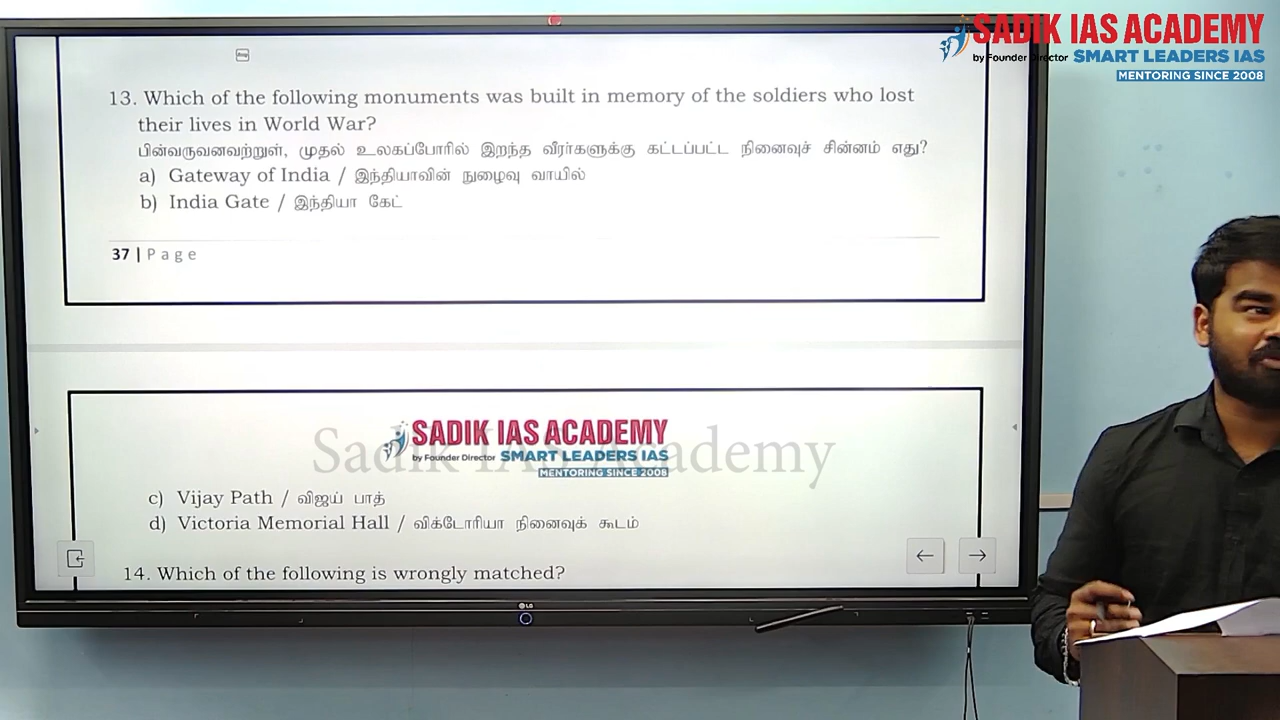 SADIK IAS ACADEMY
by Founder Director SMART LEADERS IAS
MENTORING SINCE 2008
13. Which of the following monuments was built in memory of the soldiers who lost
their lives in World War?
பின்வருவனவற்றுள், முதல் உலகப்போரில் இறந்த வீரர்களுக்கு கட்டப்பட்ட நினைவுச் சின்னம் எது?
a) Gateway of India / இந்தியாவின் நுழைவு வாயில்
b) India Gate / இந்தியா கேட்
37 | Page
SADIK IAS ACADEMY
by Founder Director SMART LEADERS IAS
MENTORING SINCE 2008
Sadik IAS Academy
c) Vijay Path / விஜய் பாத்
d) Victoria Memorial Hall / விக்டோரியா நினைவுக் கூடம்
14. Which of the following is wrongly matched?
LG